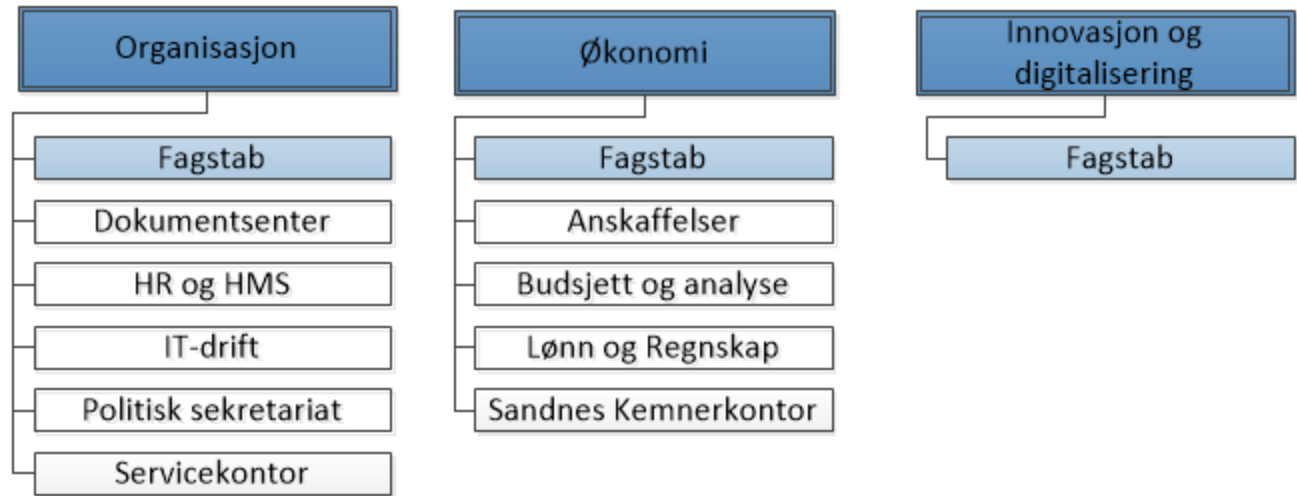 Organisasjon
Fagstab
Dokumentsenter
HR og HMS
IT-drift
Politisk sekretariat
Servicekontor
Økonomi
Fagstab
Anskaffelser
Budsjett og analyse
Lønn og Regnskap
Sandnes Kemnerkontor
Innovasjon og
digitalisering
Fagstab